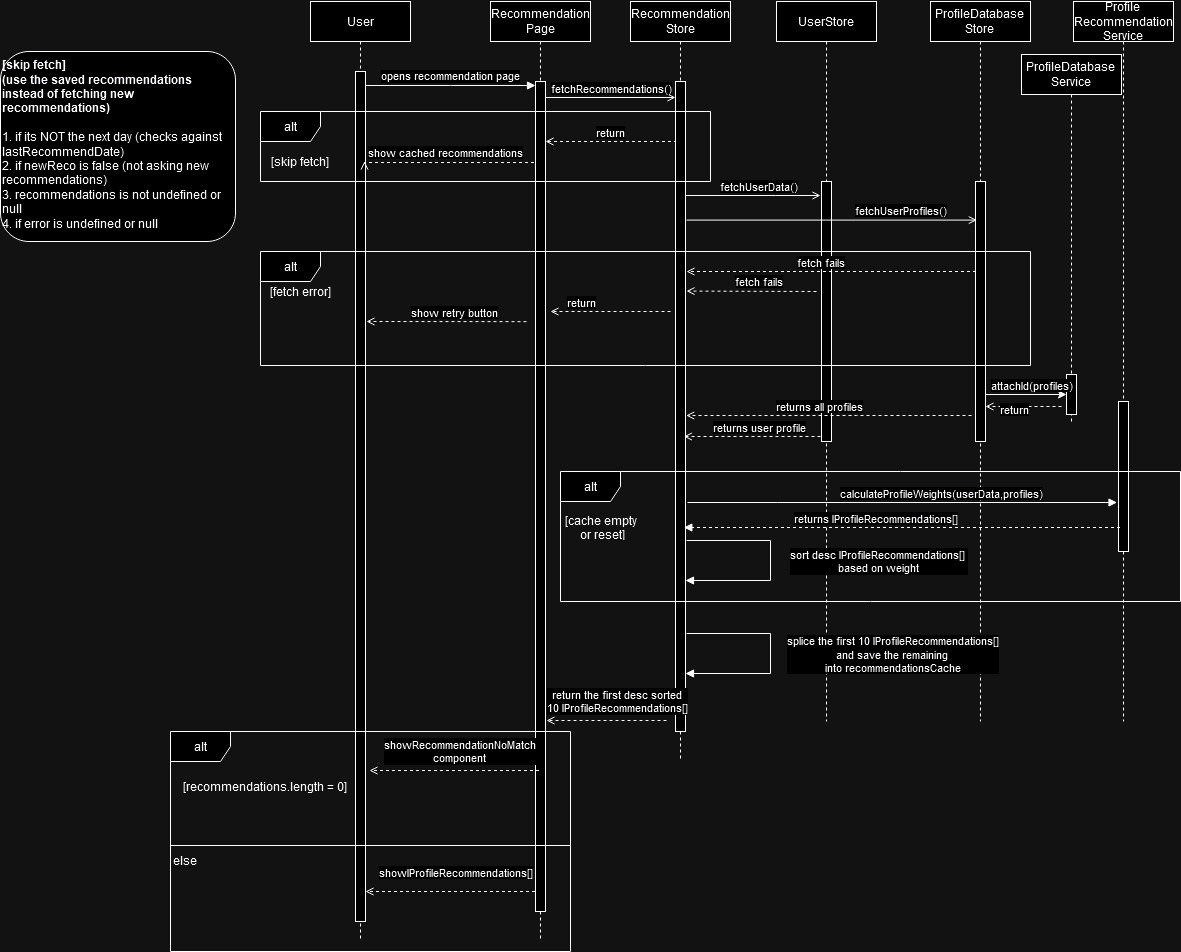 User
Recommendation
Page
Recommendation
Store
UserStore
ProfileDatabase
Store
Profile
Recommendation
Service
ProfileDatabase
Service
[skip fetch]
(use the saved recommendations
instead of fetching new
recommendations)
1. if its NOT the next day (checks against
lastRecommendDate)
2. if newReco is false (not asking new
recommendations)
3. recommendations is not undefined or
null
4. if error is undefined or null
opens recommendation page
fetchRecommendations()
alt
[skip fetch]
return
show cached recommendations
fetchUserData()
fetchUserProfiles()
alt
[fetch error]
fetch fails
fetch fails
return
show retry button
attachId(profiles)
return
returns all profiles
returns user profile
alt
[cache empty
or reset]
calculateProfileWeights(userData,profiles)
returns IProfileRecommendations[]
sort desc IProfileRecommendations[]
based on weight
splice the first 10 IProfileRecommendations[]
and save the remaining
into recommendationsCache
return the first desc sorted
10 IProfileRecommendations[]
alt
[recommendations.length = 0]
showRecommendationNoMatch
component
else
showIProfileRecommendations[]